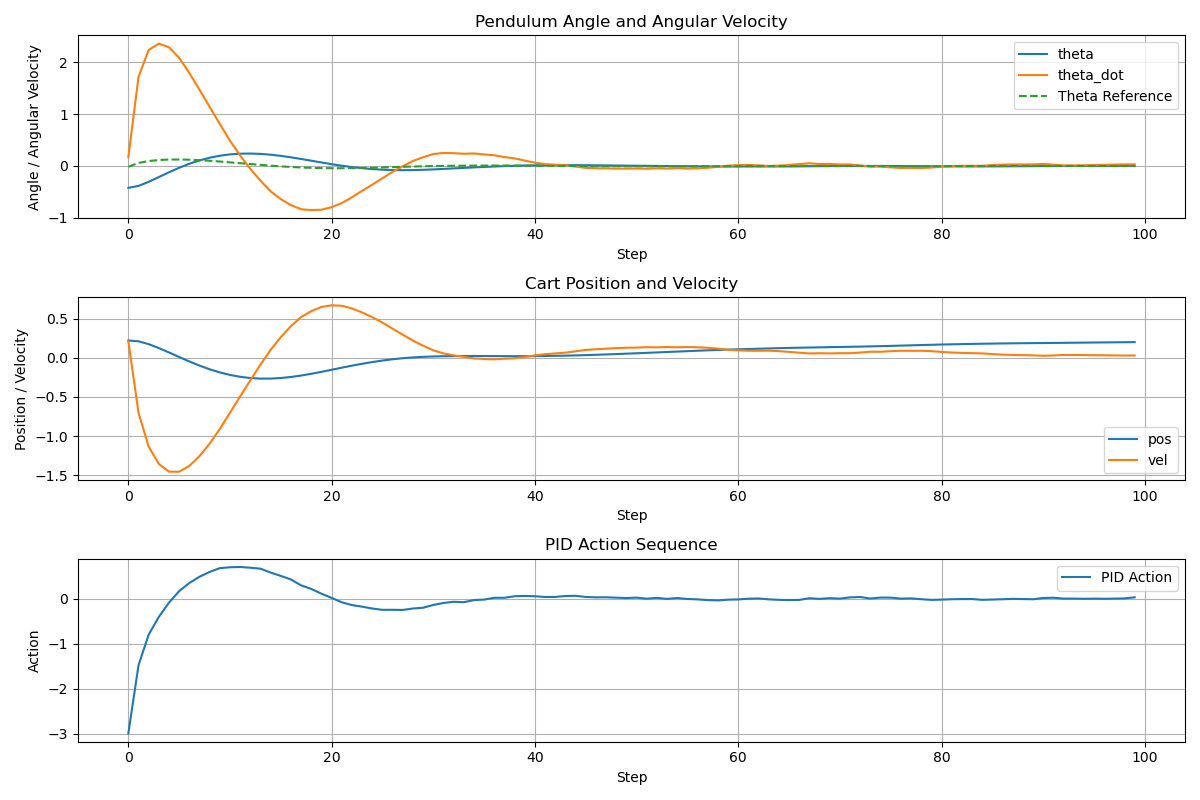 Pendulum Angle and Angular Velocity
Angle / Angular Velocity
2
1
0
−1
theta
theta_dot
Theta Reference
0 20 40 60 80 100
Step
Cart Position and Velocity
Position / Velocity
0.5
0.0
−0.5
−1.0
−1.5
pos
vel
0 20 40 60 80 100
Step
PID Action Sequence
Action
0
−1
−2
−3
PID Action
0 20 40 60 80 100
Step